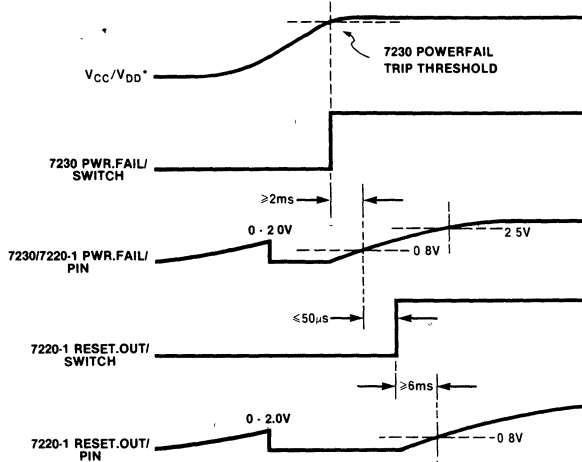 7230 POWERFAIL
TRIP THRESHOLD
VCC/VDD*
7230 PWR.FAIL/
SWITCH
≥2ms
0 - 2 0V
2 5V
7230/7220-1 PWR.FAIL/
PIN
0 8V
≤50μs
7220-1 RESET.OUT/
SWITCH
≥6ms
0 - 2.0V
7220-1 RESET.OUT/
PIN
0 8V